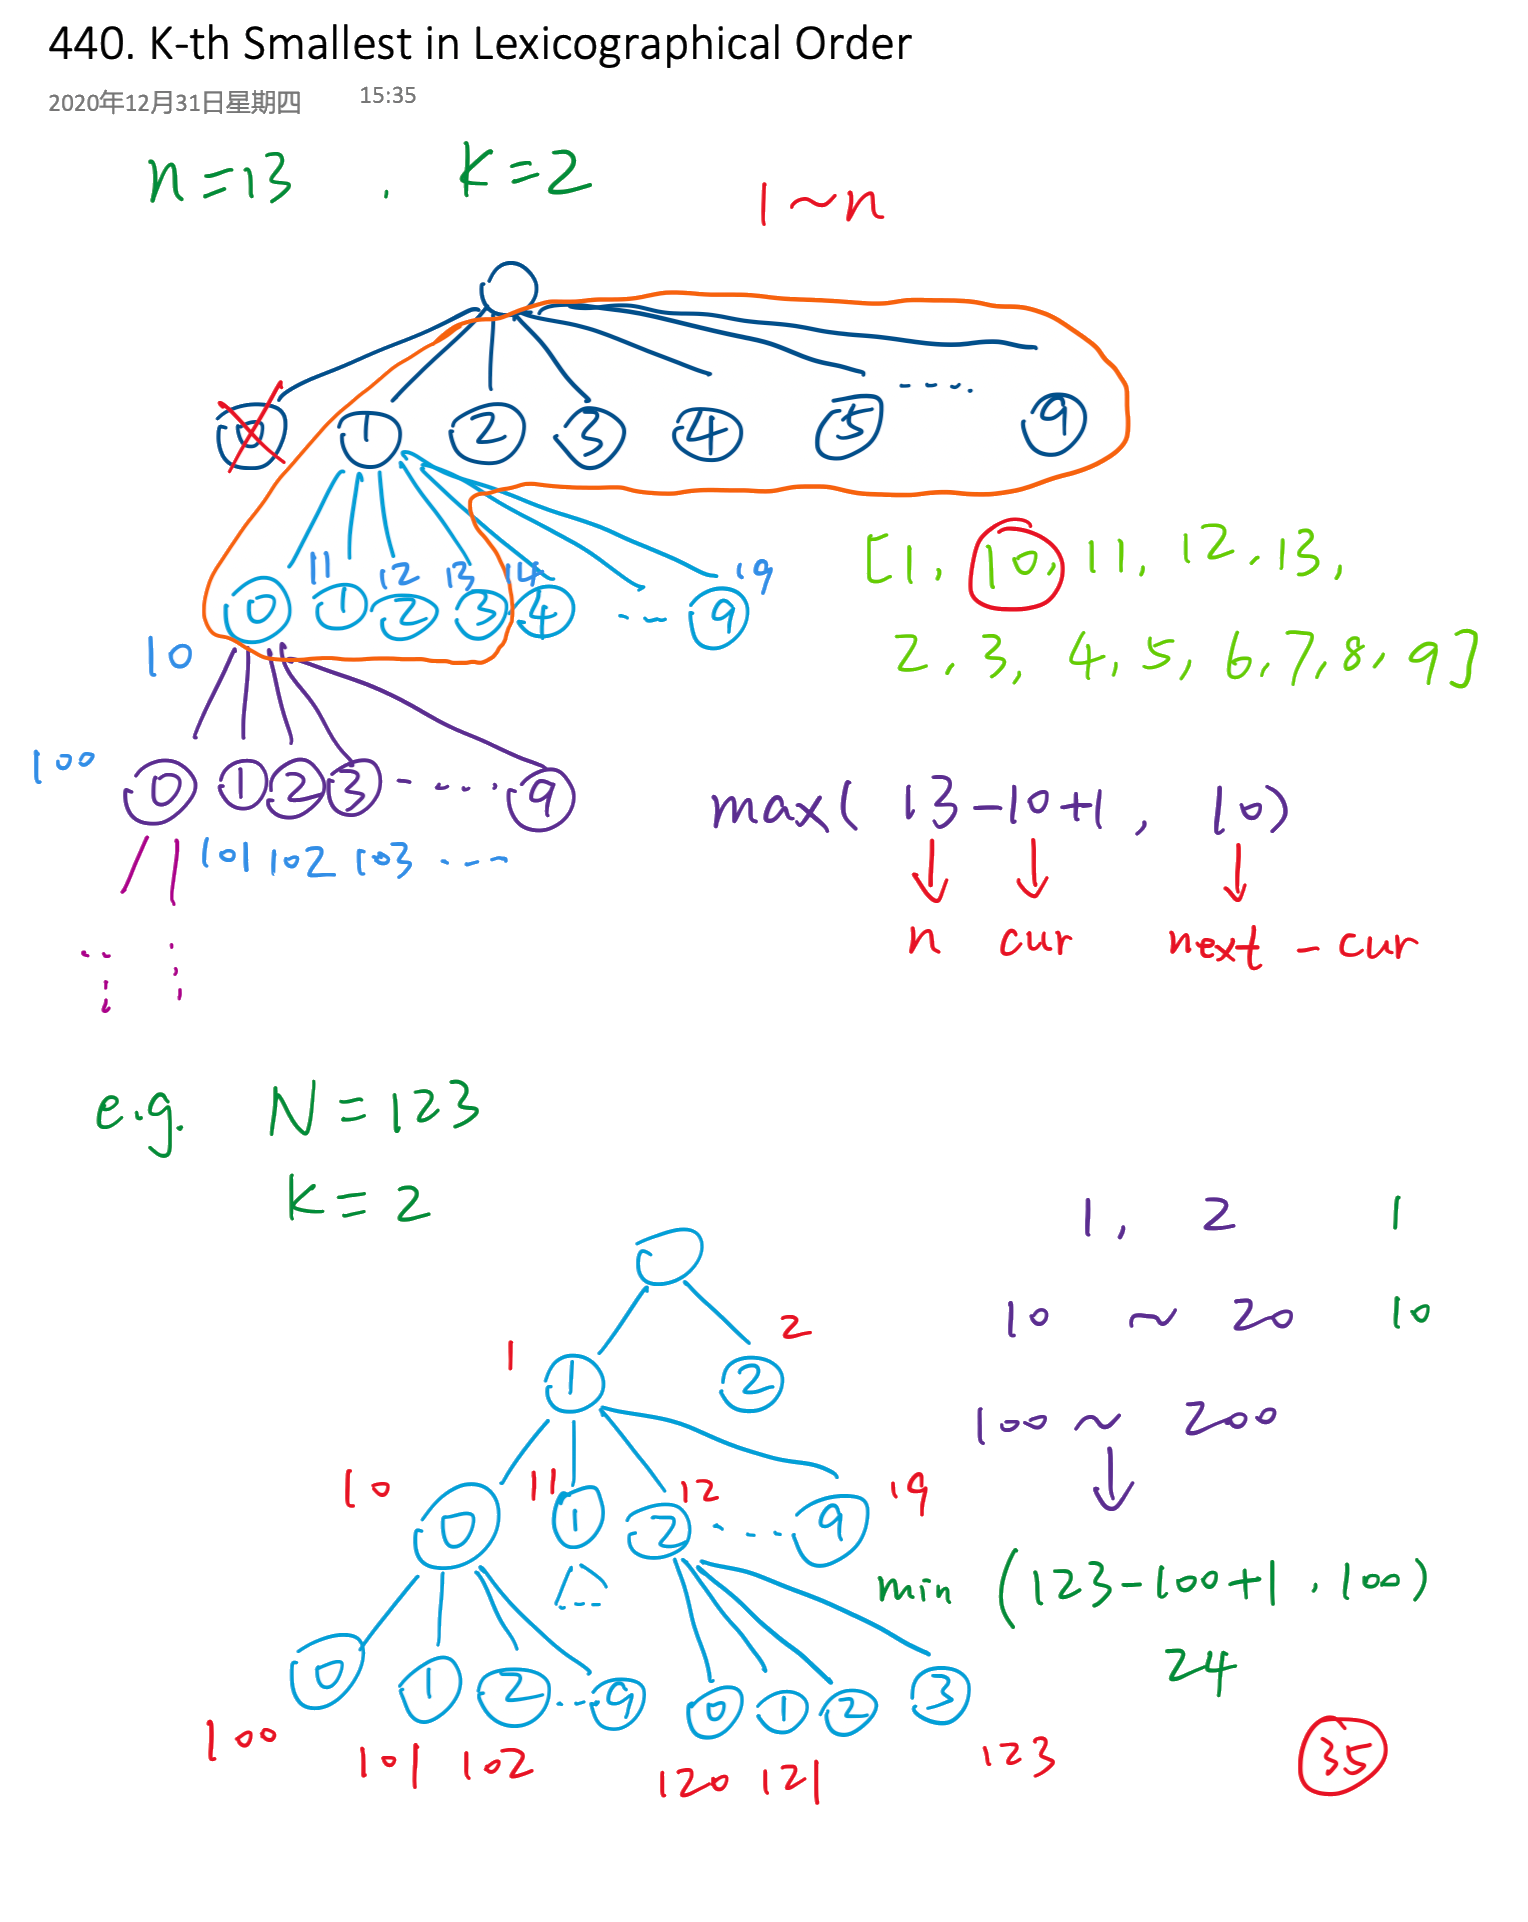 440. K-th Smallest in Lexicographical Order
2020年12月31日星期四 15:35
n=13 , k=2
1~n
0 1 2 3 4 5 ---- 9
11 12 13 14 19
0 1 2 3 4 --- 9
10
[1, 10, 11, 12, 13,
2, 3, 4, 5, 6, 7, 8, 9]
100
0 1 2 3 ---- 9
101 102 103 ----
max( 13-10+1 , 10)
n cur next - cur
e.g. N=123
k=2
1, 2 1
10 ~ 20 10
100 ~ 200
min (123-100+1 , 100)
24
35
1 2
1 2
10 11 12 19
0 1 2 ---- 9
0 1 2 --- 9 0 1 2 3
100 101 102 120 121 123